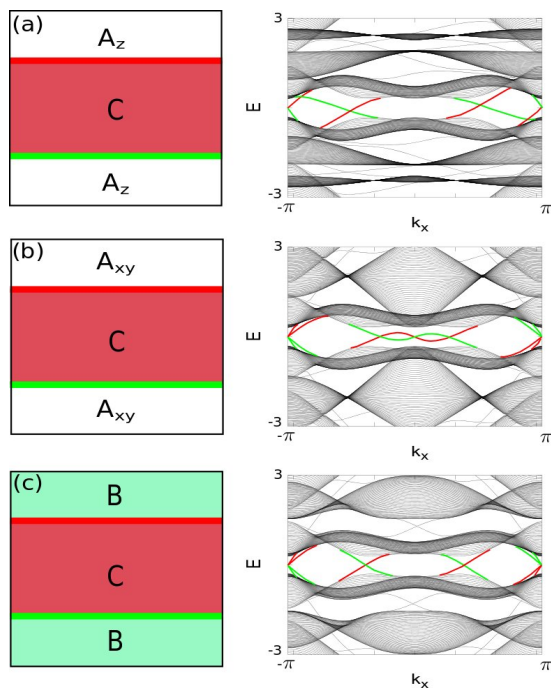 (a)
A_z
C
A_z
3
E
-3
-π
k_x
π
(b)
A_xy
C
A_xy
3
E
-3
-π
k_x
π
(c)
B
C
B
3
E
-3
-π
k_x
π